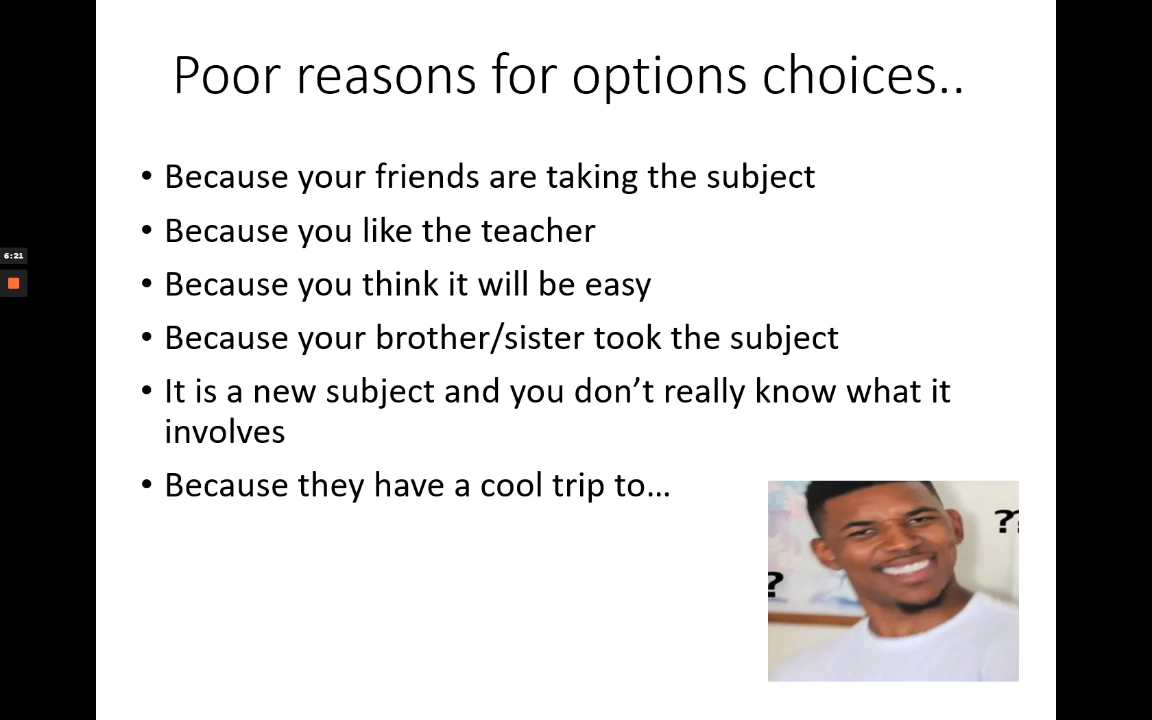 Poor reasons for options choices..
• Because your friends are taking the subject
• Because you like the teacher
• Because you think it will be easy
• Because your brother/sister took the subject
• It is a new subject and you don’t really know what it
involves
• Because they have a cool trip to…
6:21
??
?